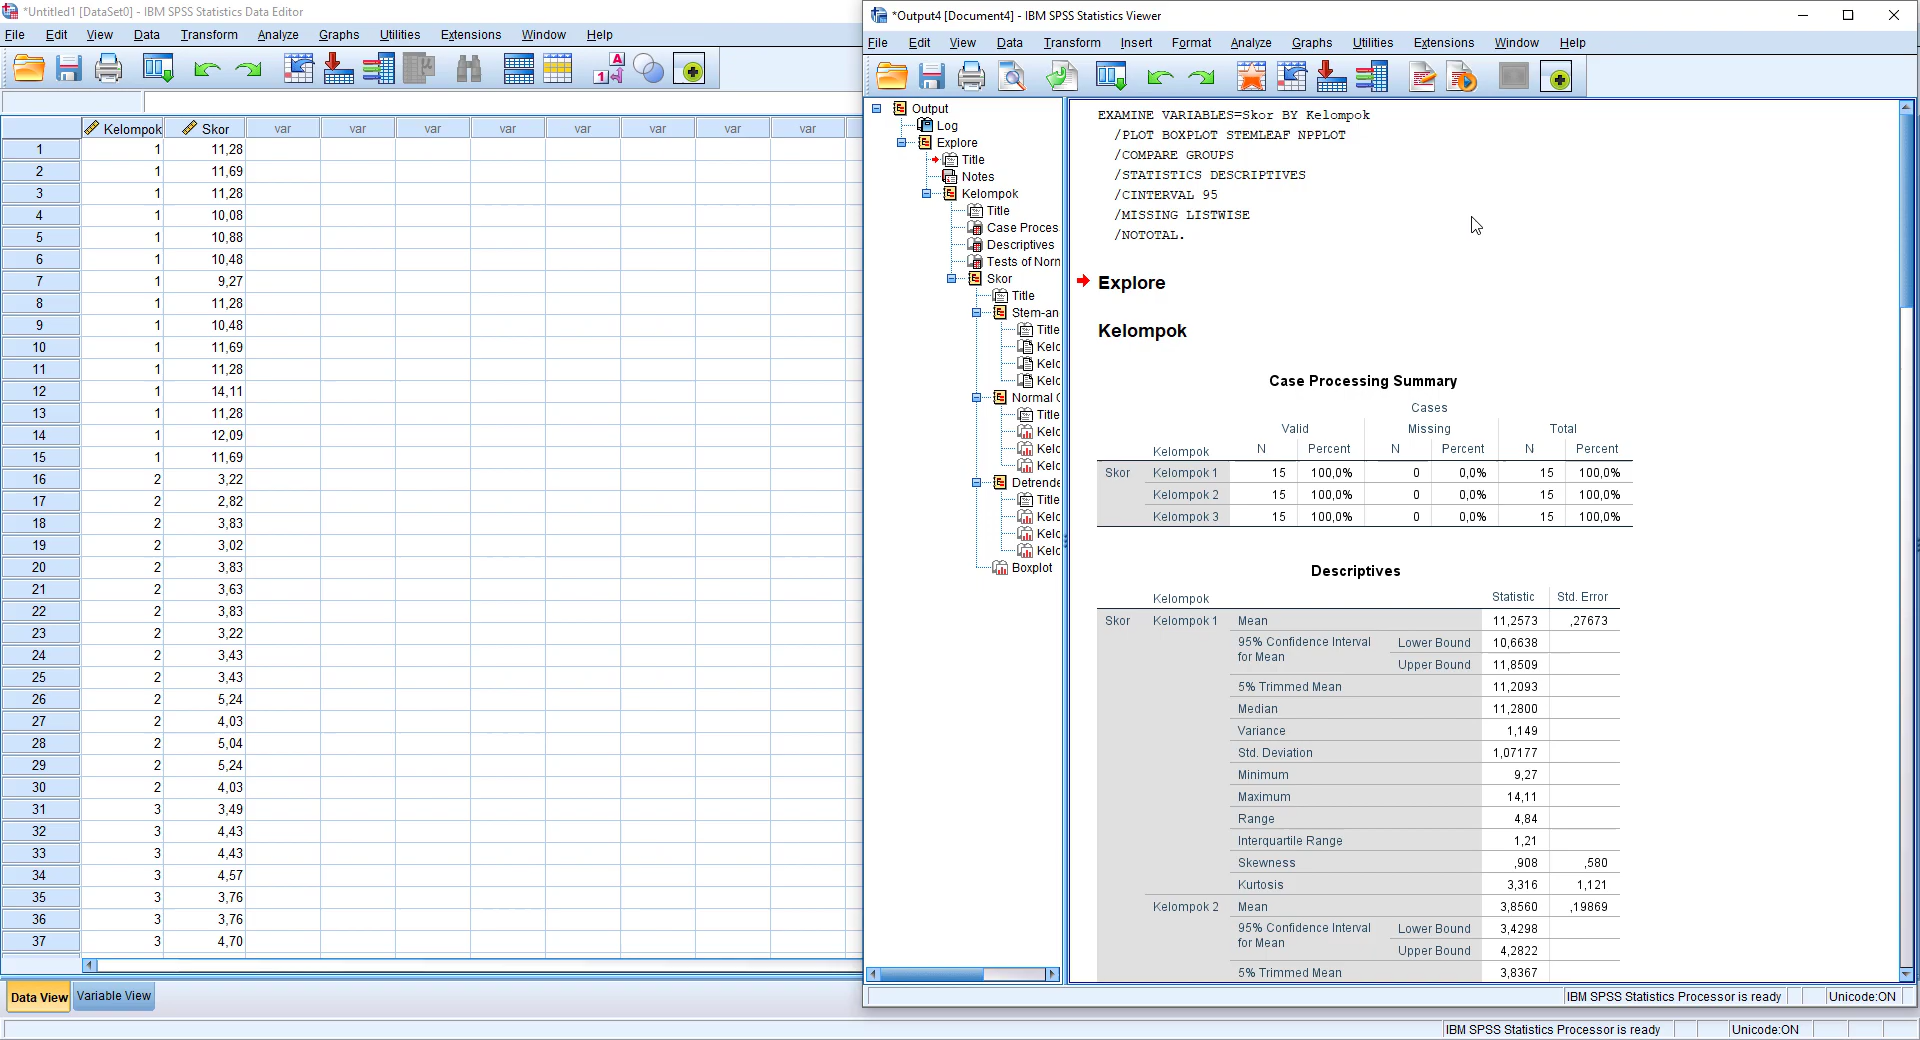 *Untitled1 [DataSet0] - IBM SPSS Statistics Data Editor
File Edit View Data Transform Analyze Graphs Utilities Extensions Window Help
Kelompok Skor var var var var var var var var
1 1 11,28
2 1 11,69
3 1 11,28
4 1 10,08
5 1 10,88
6 1 10,48
7 1 9,27
8 1 11,28
9 1 10,48
10 1 11,69
11 1 11,28
12 1 14,11
13 1 11,28
14 1 12,09
15 1 11,69
16 2 3,22
17 2 2,82
18 2 3,83
19 2 3,02
20 2 3,83
21 2 3,63
22 2 3,83
23 2 3,22
24 2 3,43
25 2 3,43
26 2 5,24
27 2 4,03
28 2 5,04
29 2 5,24
30 2 4,03
31 3 3,49
32 3 4,43
33 3 4,43
34 3 4,57
35 3 3,76
36 3 3,76
37 3 4,70
Data View Variable View
*Output4 [Document4] - IBM SPSS Statistics Viewer
File Edit View Data Transform Insert Format Analyze Graphs Utilities Extensions Window Help
Output
Log
Explore
Title
Notes
Kelompok
Title
Case Proces
Descriptives
Tests of Norn
Skor
Title
Stem-an
Title
Kelc
Kelc
Kelc
Normal C
Title
Kelc
Kelc
Kelc
Detrende
Title
Kelc
Kelc
Kelc
Boxplot
EXAMINE VARIABLES=Skor BY Kelompok
/PLOT BOXPLOT STEMLEAF NPPLOT
/COMPARE GROUPS
/STATISTICS DESCRIPTIVES
/CINTERVAL 95
/MISSING LISTWISE
/NOTOTAL.
Explore
Kelompok
Case Processing Summary
Cases
Valid Missing Total
Kelompok N Percent N Percent N Percent
Skor Kelompok 1 15 100,0% 0 0,0% 15 100,0%
Kelompok 2 15 100,0% 0 0,0% 15 100,0%
Kelompok 3 15 100,0% 0 0,0% 15 100,0%
Descriptives
Kelompok Statistic Std. Error
Skor Kelompok 1 Mean 11,2573 ,27673
95% Confidence Interval for Mean Lower Bound 10,6638
Upper Bound 11,8509
5% Trimmed Mean 11,2093
Median 11,2800
Variance 1,149
Std. Deviation 1,07177
Minimum 9,27
Maximum 14,11
Range 4,84
Interquartile Range 1,21
Skewness ,908 ,580
Kurtosis 3,316 1,121
Kelompok 2 Mean 3,8560 ,19869
95% Confidence Interval for Mean Lower Bound 3,4298
Upper Bound 4,2822
5% Trimmed Mean 3,8367
IBM SPSS Statistics Processor is ready Unicode:ON
IBM SPSS Statistics Processor is ready Unicode:ON